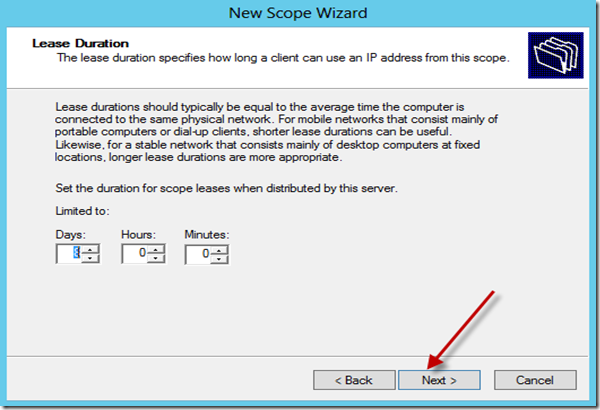 New Scope Wizard
Lease Duration
The lease duration specifies how long a client can use an IP address from this scope.
Lease durations should typically be equal to the average time the computer is
connected to the same physical network. For mobile networks that consist mainly of
portable computers or dial-up clients, shorter lease durations can be useful.
Likewise, for a stable network that consists mainly of desktop computers at fixed
locations, longer lease durations are more appropriate.
Set the duration for scope leases when distributed by this server.
Limited to:
Days: Hours: Minutes:
0 0
< Back Next > Cancel